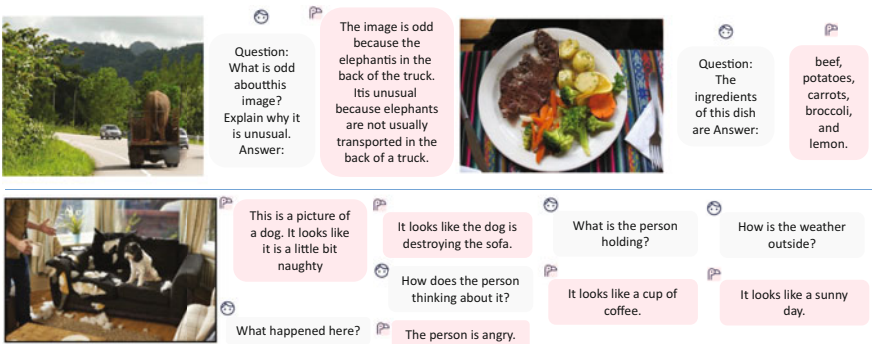 Question:
What is odd
aboutthis
image?
Explain why it
is unusual.
Answer:
The image is odd
because the
elephantis in the
back of the truck.
Itis unusual
because elephants
are not usually
transported in the
back of a truck.
Question:
The
ingredients
of this dish
are Answer:
beef,
potatoes,
carrots,
broccoli,
and
lemon.
This is a picture of
a dog. It looks like
it is a little bit
naughty
What happened here?
It looks like the dog is
destroying the sofa.
How does the person
thinking about it?
The person is angry.
What is the person
holding?
It looks like a cup of
coffee.
How is the weather
outside?
It looks like a sunny
day.